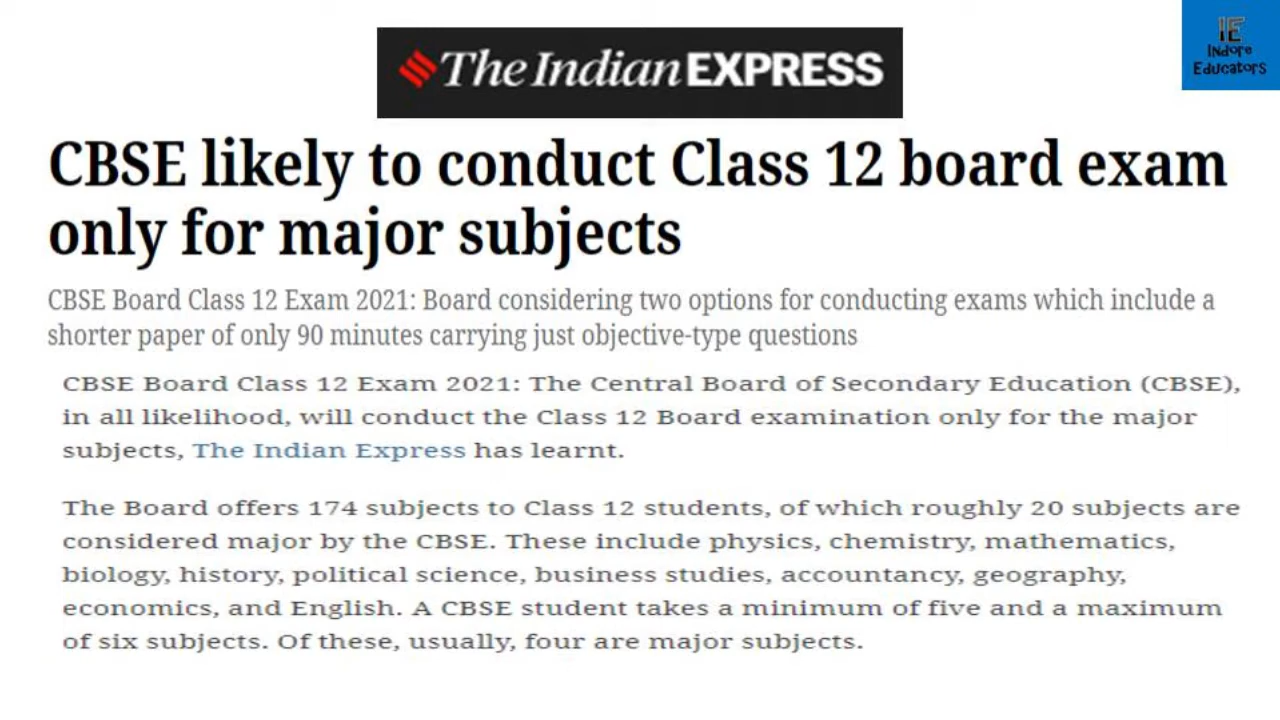 The Indian EXPRESS
IE
Indore
Educators
CBSE likely to conduct Class 12 board exam
only for major subjects
CBSE Board Class 12 Exam 2021: Board considering two options for conducting exams which include a
shorter paper of only 90 minutes carrying just objective-type questions
CBSE Board Class 12 Exam 2021: The Central Board of Secondary Education (CBSE),
in all likelihood, will conduct the Class 12 Board examination only for the major
subjects, The Indian Express has learnt.
The Board offers 174 subjects to Class 12 students, of which roughly 20 subjects are
considered major by the CBSE. These include physics, chemistry, mathematics,
biology, history, political science, business studies, accountancy, geography,
economics, and English. A CBSE student takes a minimum of five and a maximum
of six subjects. Of these, usually, four are major subjects.